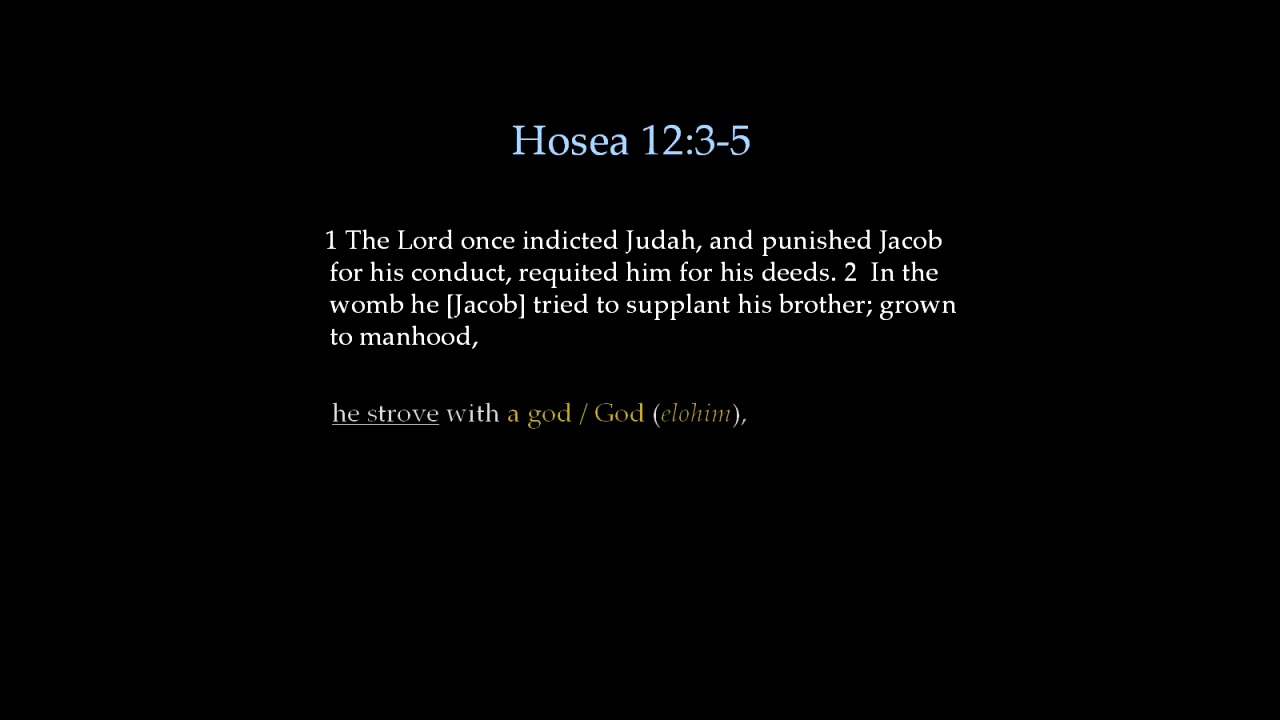 Hosea 12:3-5
1 The Lord once indicted Judah, and punished Jacob
for his conduct, requited him for his deeds. 2  In the
womb he [Jacob] tried to supplant his brother; grown
to manhood,
he strove with a god / God (elohim),